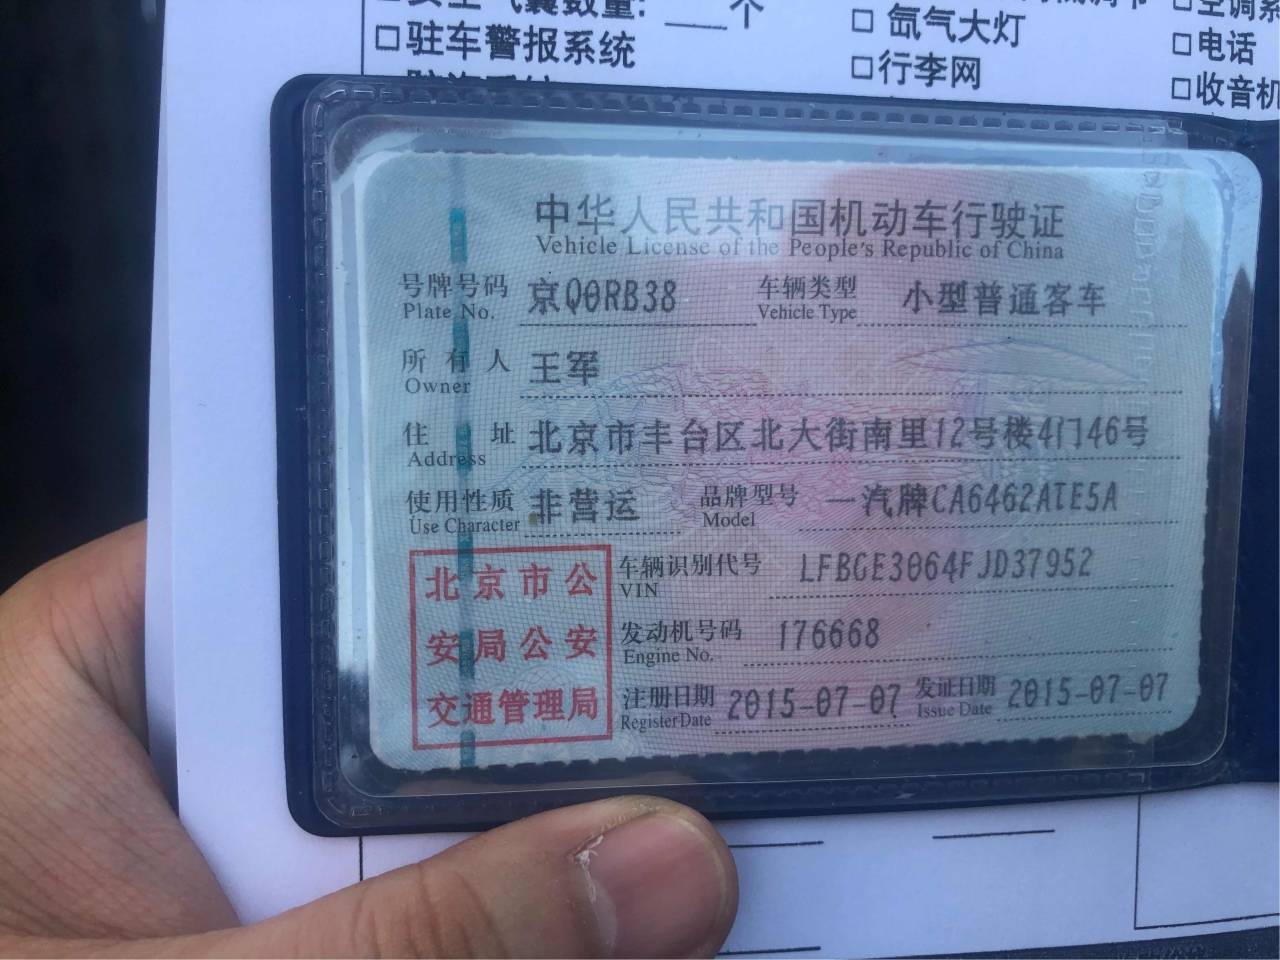 安全气囊数量: ___个
□驻车警报系统
□氙气大灯
□行李网
□电话
□收音机
中华人民共和国机动车行驶证
Vehicle License of the People's Republic of China
号牌号码 京Q0RB38 车辆类型 小型普通客车
Plate No. Vehicle Type
所有人 王军
Owner
住址 北京市丰台区北大街南里12号楼4门46号
Address
使用性质 非营运 品牌型号 一汽牌CA6462ATE5A
Use Character Model
北京市公
安局公安
交通管理局
车辆识别代号 LFBGE3064FJD37952
VIN
发动机号码 176668
Engine No.
注册日期 2015-07-07 发证日期 2015-07-07
Register Date Issue Date